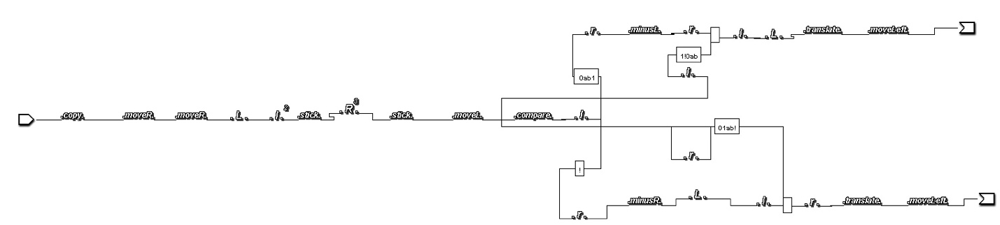 .r. .minusL. .r. .l. .L. .translate. .moveLeft.
1!0ab
0ab1 .l.
.copy. .moveR. .moveR. .L. .l. 2 .stick. .R. 3 .stick. .moveL. .compare. .l.
01ab!
.r.
!
.r. .minusR. .L. .l. .r. .translate. .moveLeft.